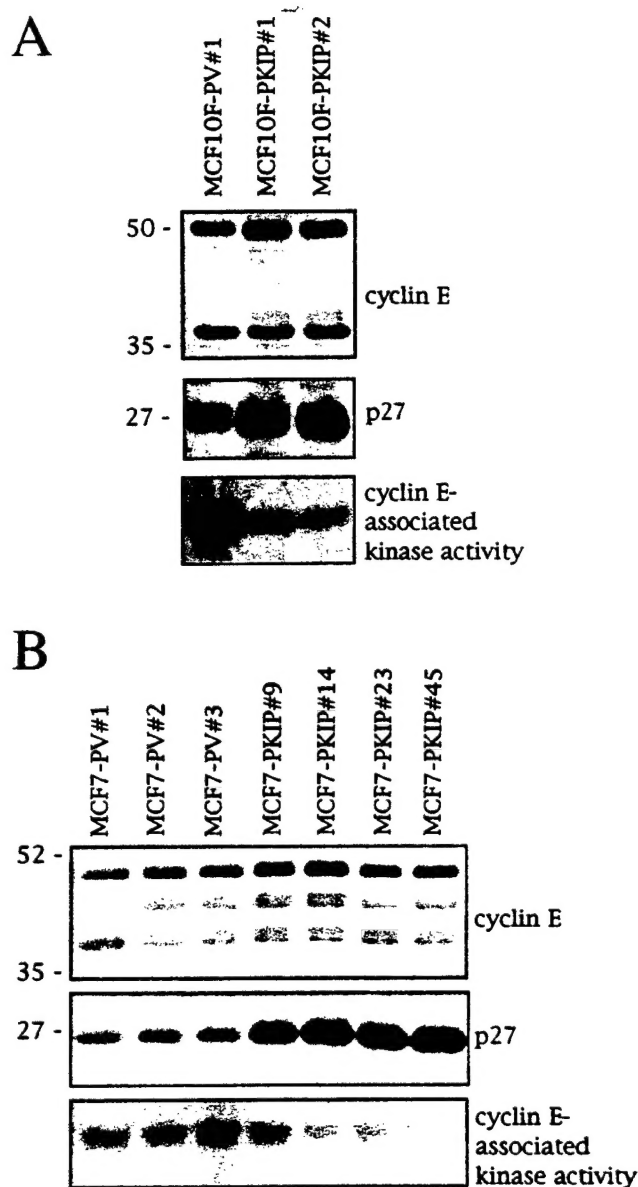 A
MCF10F-PV#1
MCF10F-PKIP#1
MCF10F-PKIP#2
50 -
cyclin E
35 -
27 -
p27
cyclin E-
associated
kinase activity
B
MCF7-PV#1
MCF7-PV#2
MCF7-PV#3
MCF7-PKIP#9
MCF7-PKIP#14
MCF7-PKIP#23
MCF7-PKIP#45
52 -
cyclin E
35 -
27 -
p27
cyclin E-
associated
kinase activity